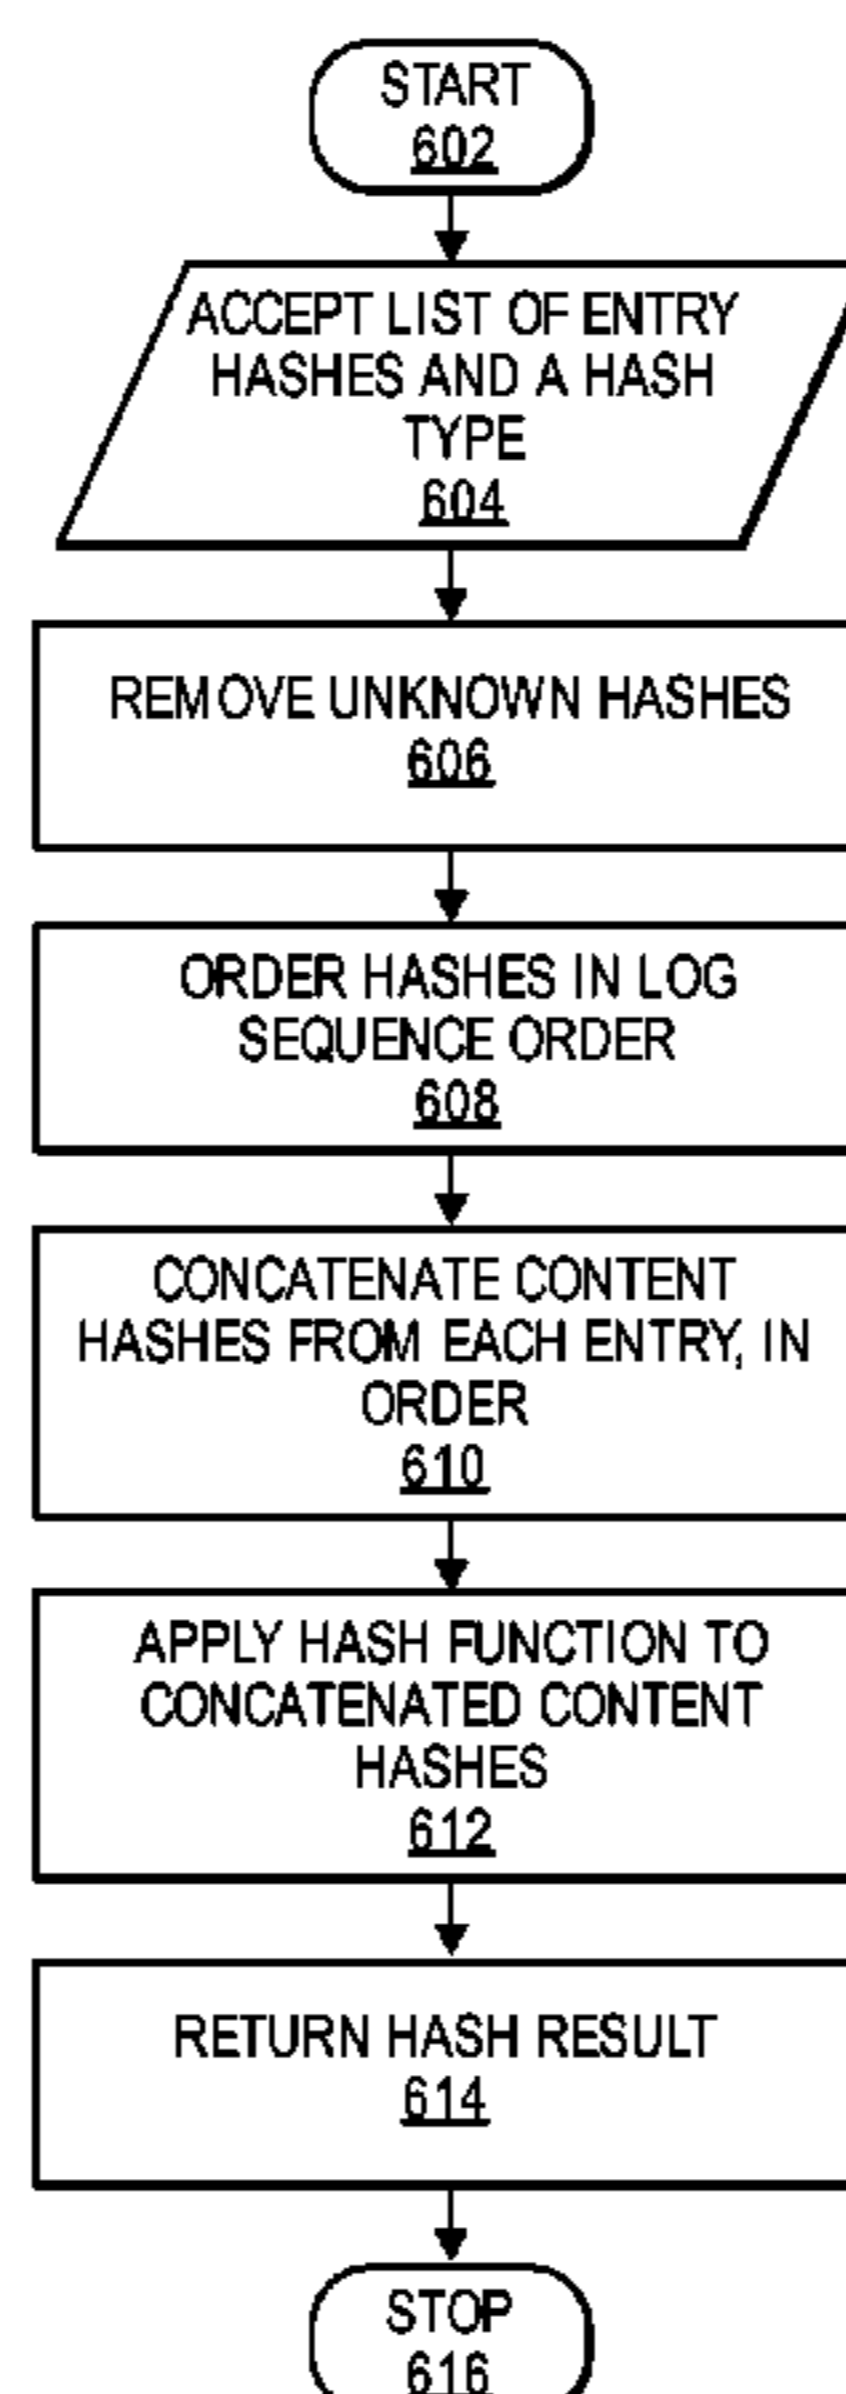 START
602
ACCEPT LIST OF ENTRY
HASHES AND A HASH
TYPE
604
REMOVE UNKNOWN HASHES
606
ORDER HASHES IN LOG
SEQUENCE ORDER
608
CONCATENATE CONTENT
HASHES FROM EACH ENTRY, IN
ORDER
610
APPLY HASH FUNCTION TO
CONCATENATED CONTENT
HASHES
612
RETURN HASH RESULT
614
STOP
616